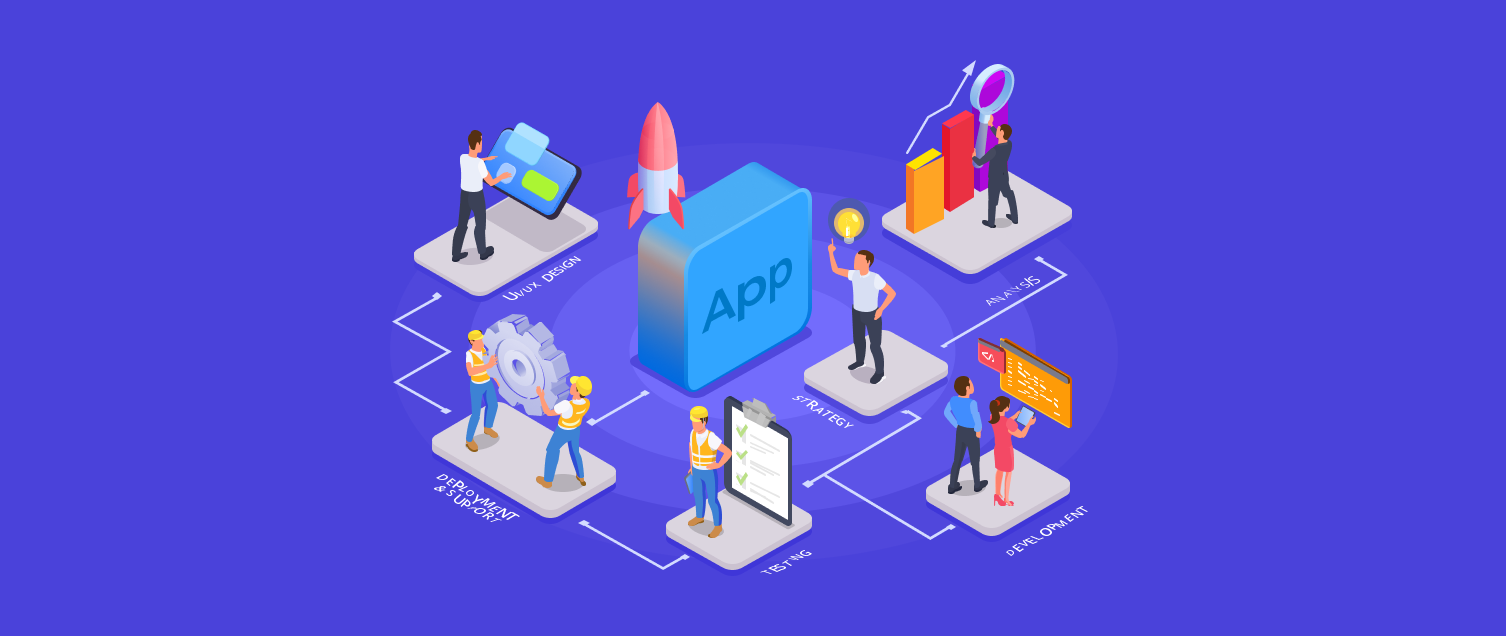 UI/UX DESIGN
App
ANALYSIS
</>
STRATEGY
DEPLOYMENT
& SUPPORT
TESTING
DEVELOPMENT